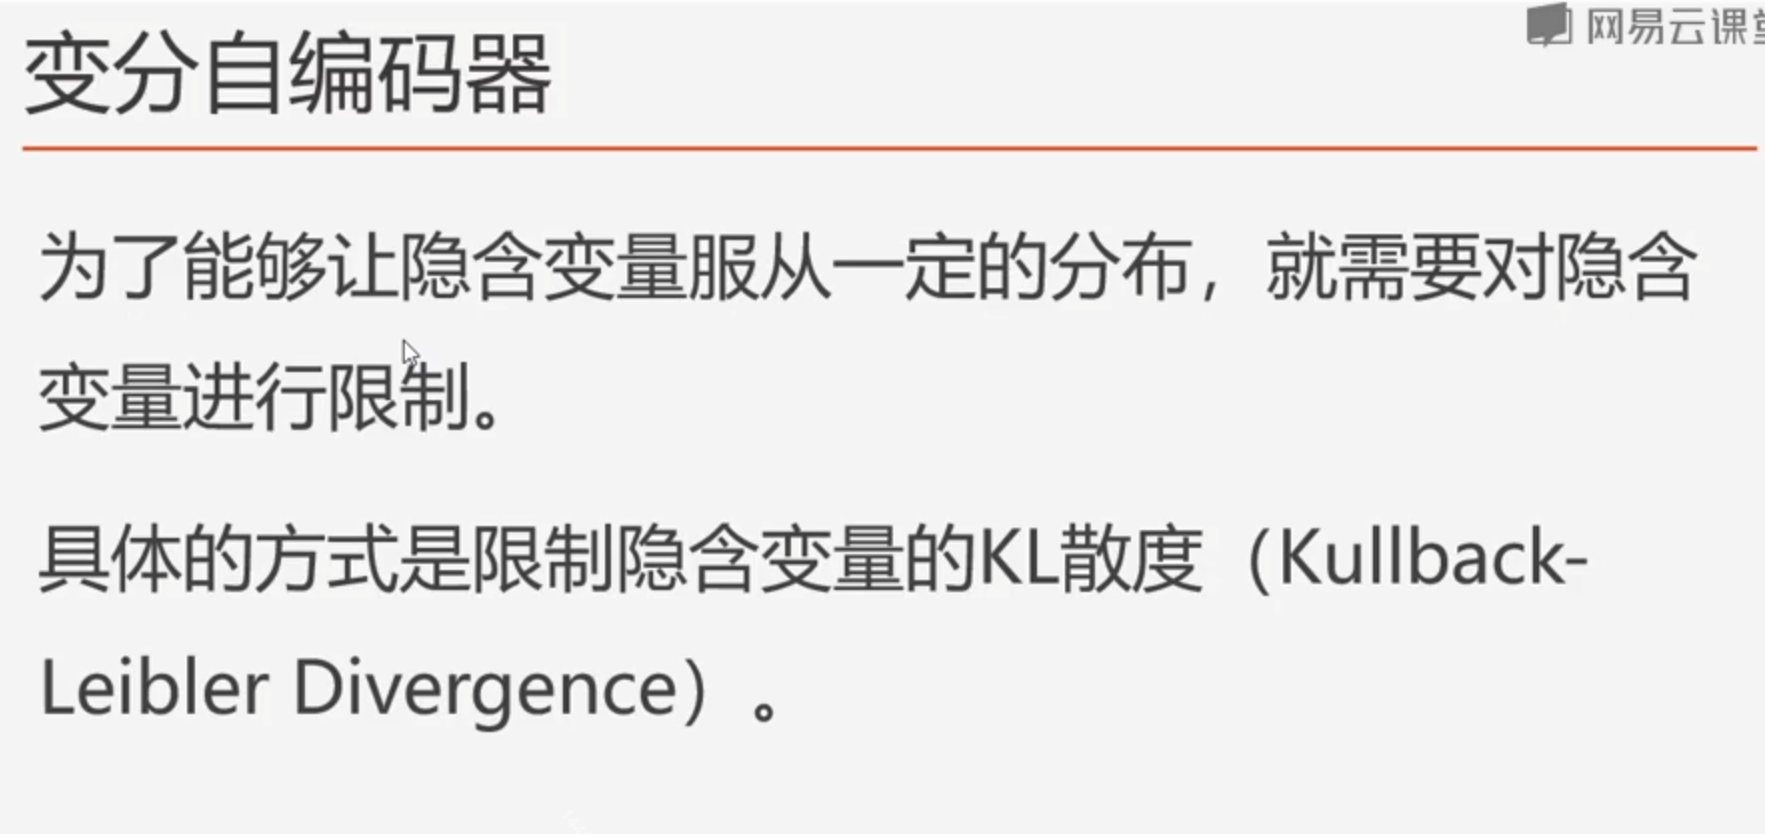 网易云课堂
变分自编码器
为了能够让隐含变量服从一定的分布，就需要对隐含
变量进行限制。
具体的方式是限制隐含变量的KL散度（Kullback-
Leibler Divergence）。